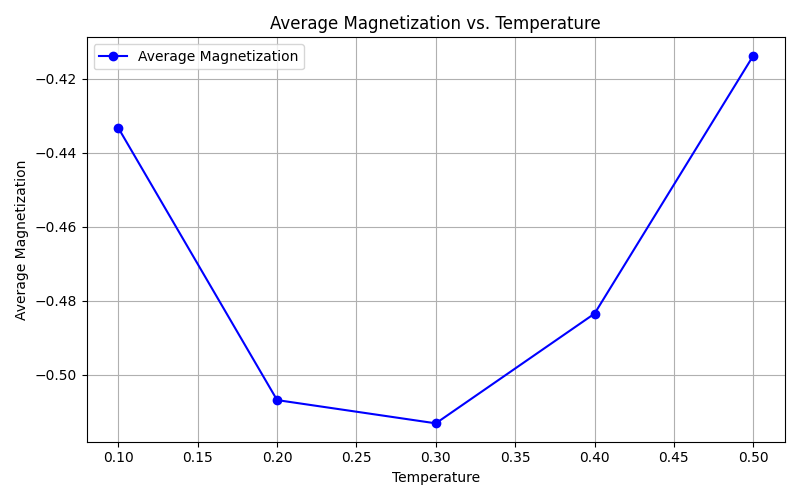 Average Magnetization vs. Temperature
Average Magnetization
Average Magnetization
−0.42
−0.44
−0.46
−0.48
−0.50
0.10 0.15 0.20 0.25 0.30 0.35 0.40 0.45 0.50
Temperature